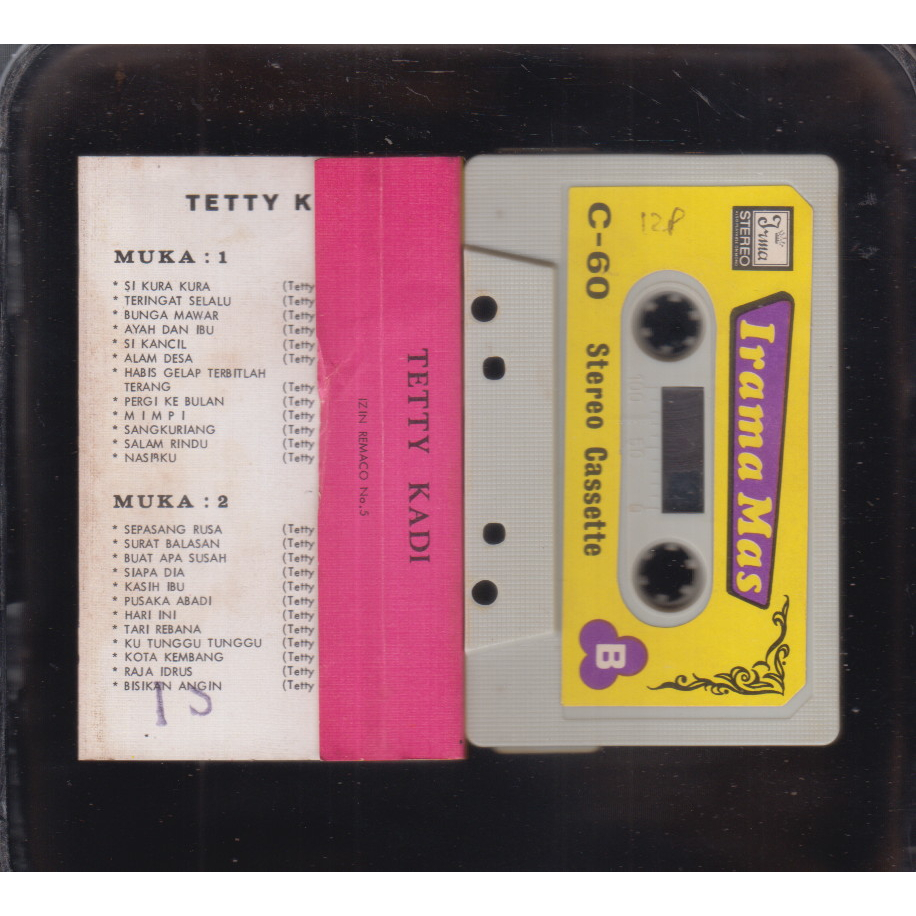 TETTY K
MUKA : 1
* SI KURA KURA (Tetty
* TERINGAT SELALU (Tetty
* BUNGA MAWAR (Tetty
* AYAH DAN IBU (Tetty
* SI KANCIL (Tetty
* ALAM DESA (Tetty
* HABIS GELAP TERBITLAH
TERANG (Tetty
* PERGI KE BULAN (Tetty
* M I M P I (Tetty
* SANGKURIANG (Tetty
* SALAM RINDU (Tetty
* NASIBKU (Tetty
MUKA : 2
* SEPASANG RUSA (Tetty
* SURAT BALASAN (Tetty
* BUAT APA SUSAH (Tetty
* SIAPA DIA (Tetty
* KASIH IBU (Tetty
* PUSAKA ABADI (Tetty
* HARI INI (Tetty
* TARI REBANA (Tetty
* KU TUNGGU TUNGGU (Tetty
* KOTA KEMBANG (Tetty
* RAJA IDRUS (Tetty
* BISIKAN ANGIN (Tetty
TETTY KADI
IZIN REMACO No,5
C-60 Stereo Cassette
Irma
STEREO
Irama Mas
B